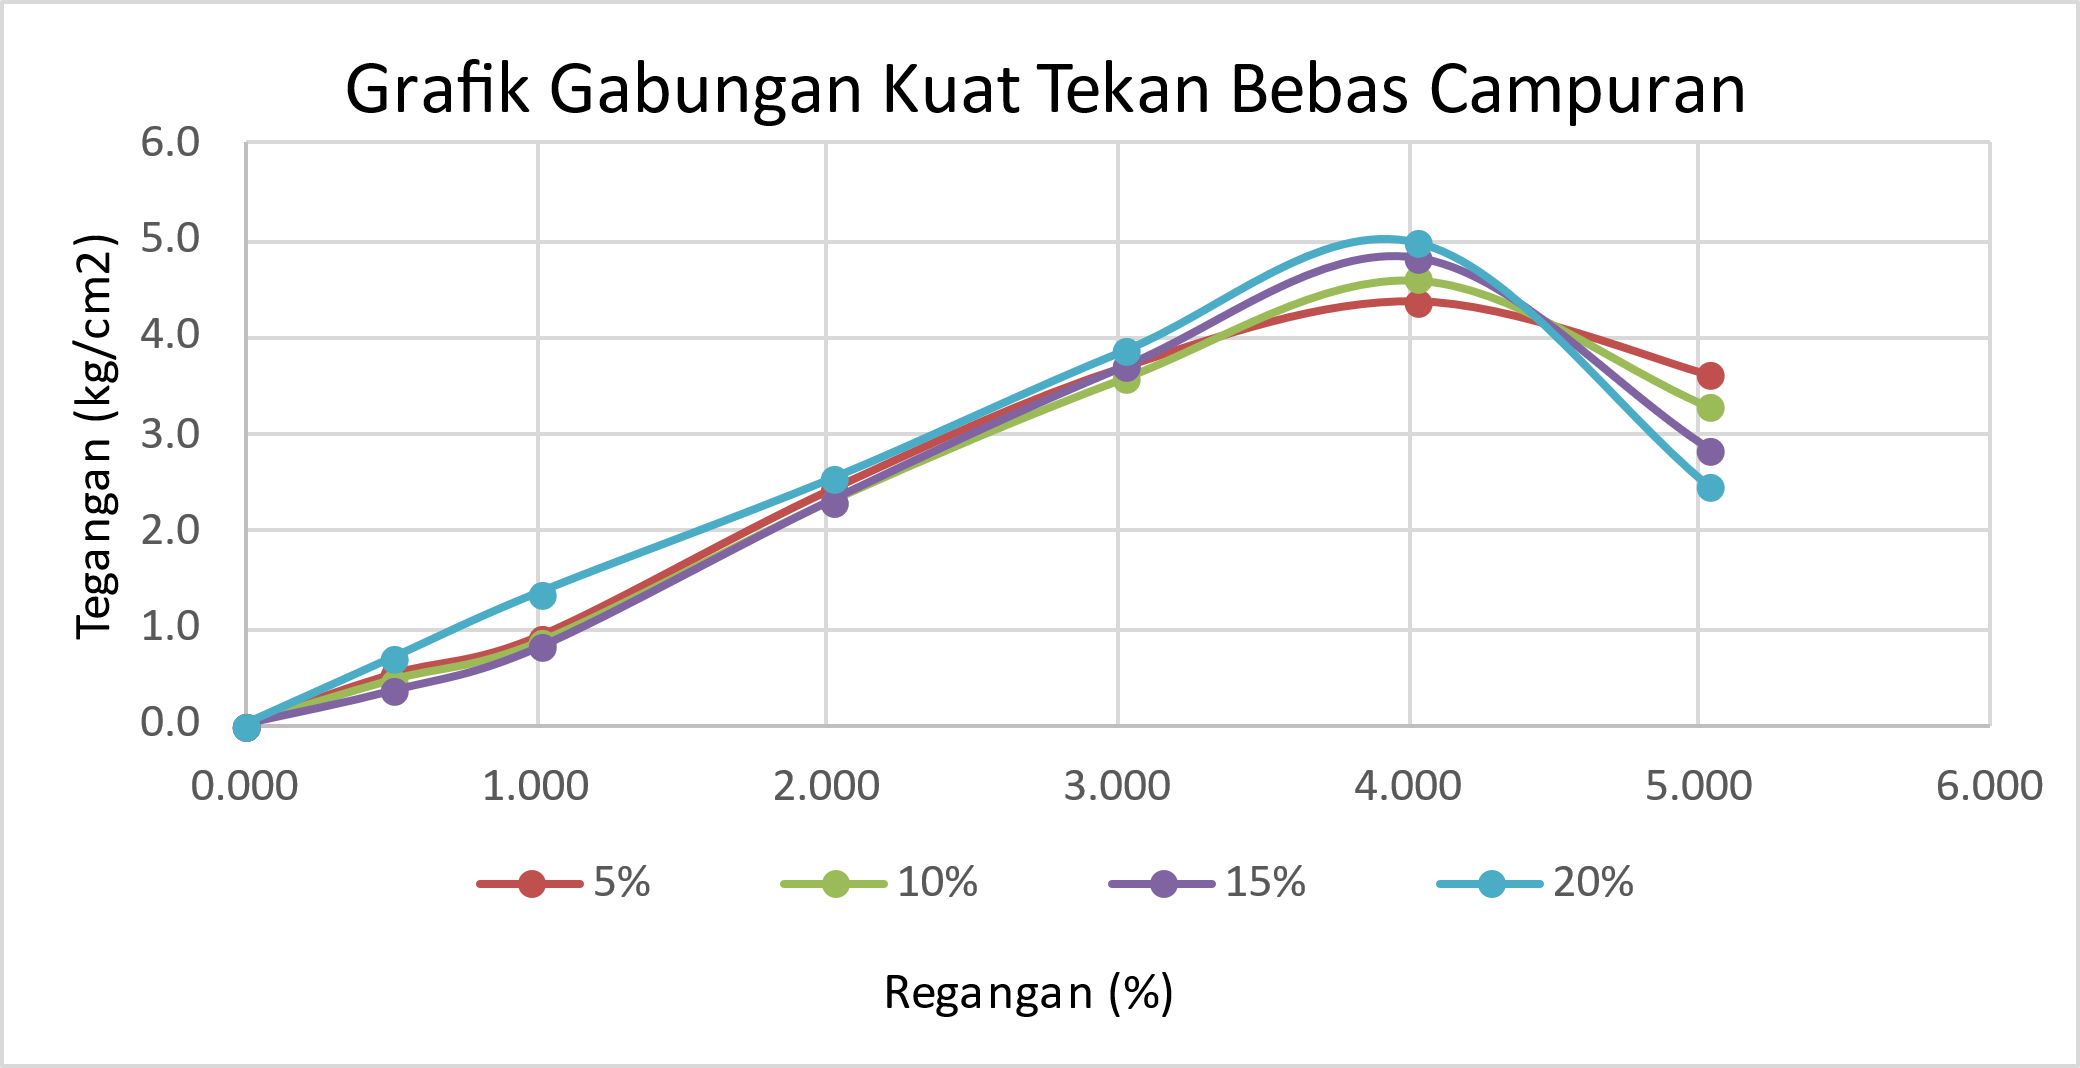 Grafik Gabungan Kuat Tekan Bebas Campuran
6.0
5.0
4.0
3.0
2.0
1.0
0.0
Tegangan (kg/cm2)
0.000 1.000 2.000 3.000 4.000 5.000 6.000
5% 10% 15% 20%
Regangan (%)